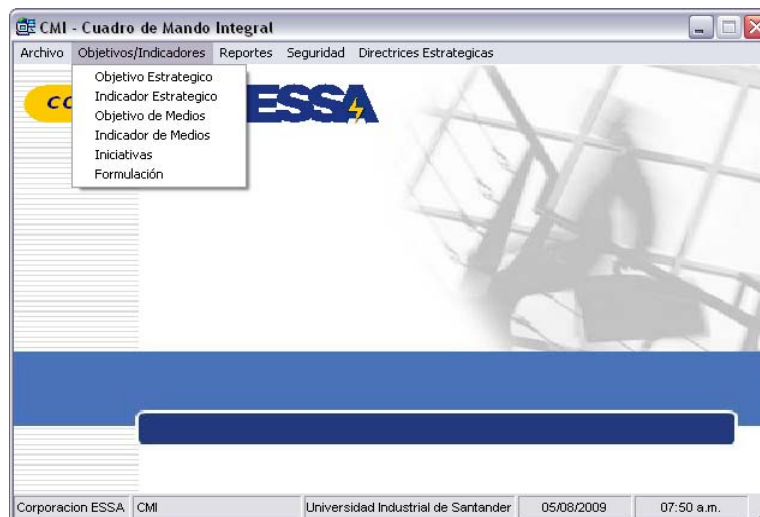 CMI - Cuadro de Mando Integral
Archivo Objetivos/Indicadores Reportes Seguridad Directrices Estrategicas
Objetivo Estrategico
Indicador Estrategico
Objetivo de Medios
Indicador de Medios
Iniciativas
Formulación
ESSA
Corporacion ESSA CMI Universidad Industrial de Santander 05/08/2009 07:50 a.m.